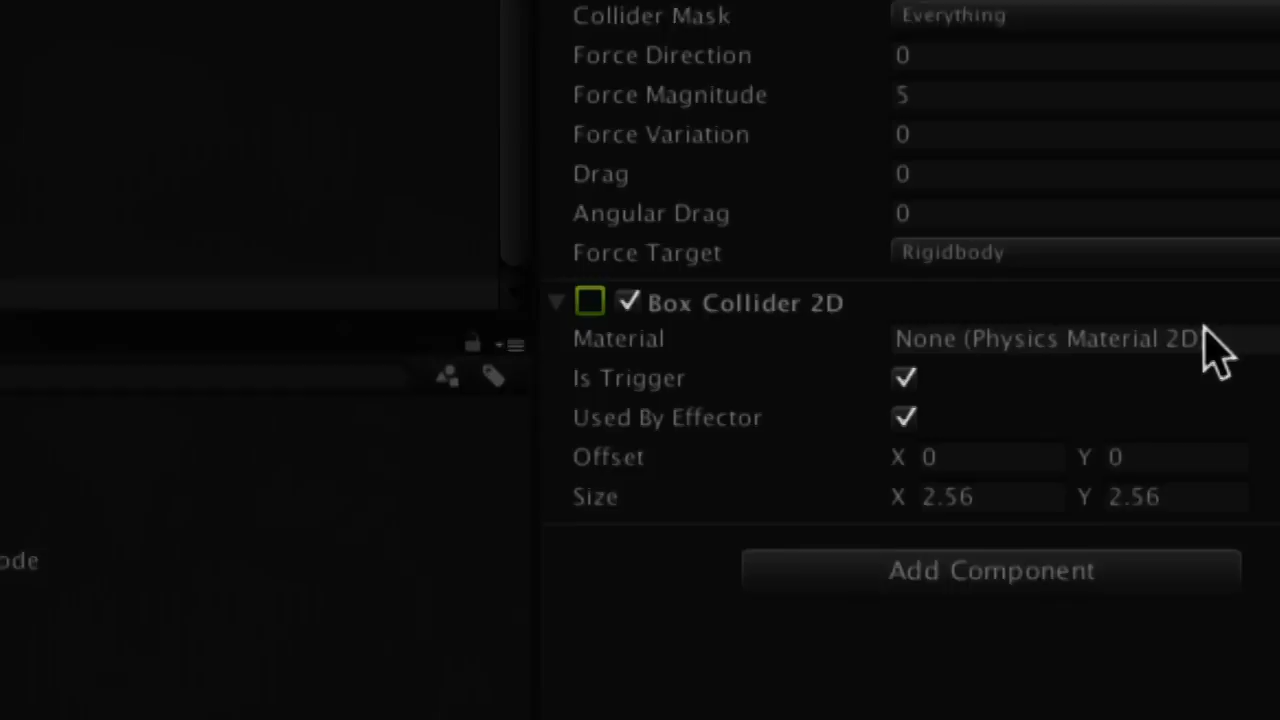 Collider Mask Everything
Force Direction 0
Force Magnitude 5
Force Variation 0
Drag 0
Angular Drag 0
Force Target Rigidbody
Box Collider 2D
Material None (Physics Material 2D)
Is Trigger
Used By Effector
Offset X 0 Y 0
Size X 2.56 Y 2.56
ode
Add Component